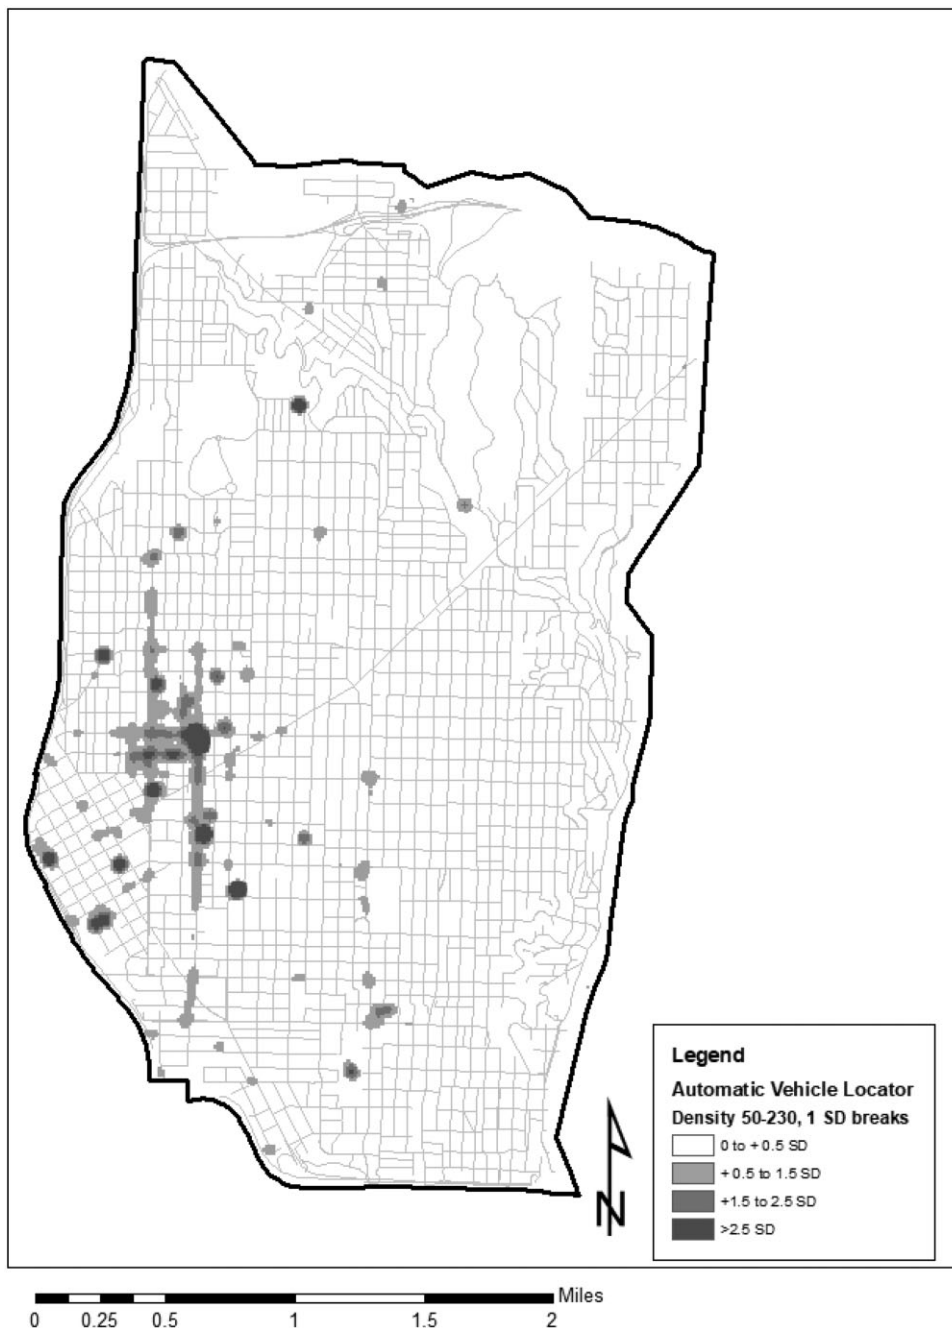 Legend
Automatic Vehicle Locator
Density 50-230, 1 SD breaks
0 to + 0.5 SD
+ 0.5 to 1.5 SD
+1.5 to 2.5 SD
>2.5 SD
N
Miles
0 0.25 0.5 1 1.5 2